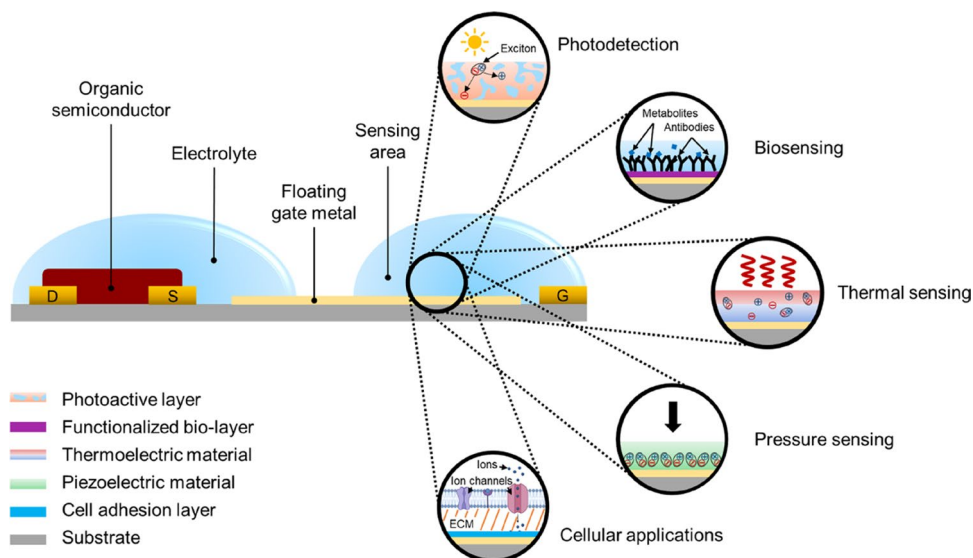 Photodetection
Exciton
Organic
semiconductor
Electrolyte
Sensing
area
Floating
gate metal
Metabolites
Antibodies
Biosensing
D
S
G
Thermal sensing
Photoactive layer
Functionalized bio-layer
Thermoelectric material
Piezoelectric material
Cell adhesion layer
Substrate
Pressure sensing
Ions
Ion channels
ECM
Cellular applications